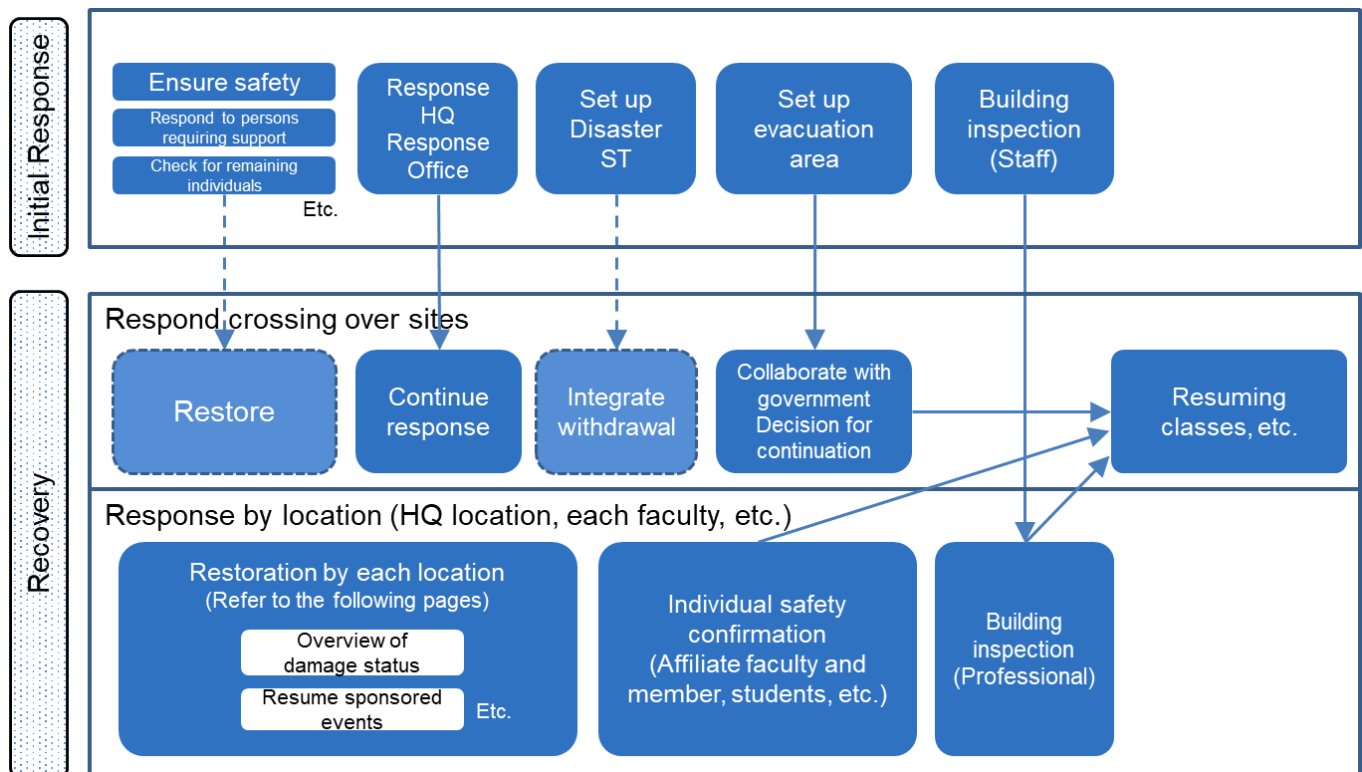 Initial Response
Ensure safety
Respond to persons
requiring support
Check for remaining
individuals
Etc.
Response
HQ
Response
Office
Set up
Disaster
ST
Set up
evacuation
area
Building
inspection
(Staff)
Recovery
Respond crossing over sites
Restore
Continue
response
Integrate
withdrawal
Collaborate with
government
Decision for
continuation
Resuming
classes, etc.
Response by location (HQ location, each faculty, etc.)
Restoration by each location
(Refer to the following pages)
Overview of
damage status
Resume sponsored
events
Etc.
Individual safety
confirmation
(Affiliate faculty and
member, students, etc.)
Building
inspection
(Professional)